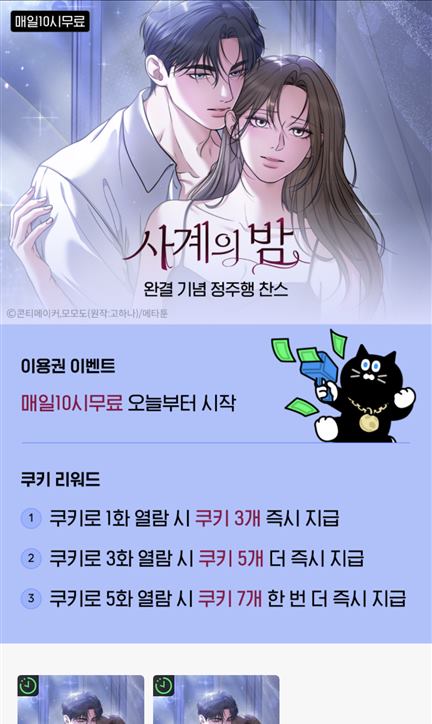 매일10시무료
사계의 밤
완결 기념 정주행 찬스
©콘티메이커,모모도(원작:고하나)/메타툰
이용권 이벤트
매일10시무료 오늘부터 시작
쿠키 리워드
1 쿠키로 1화 열람 시 쿠키 3개 즉시 지급
2 쿠키로 3화 열람 시 쿠키 5개 더 즉시 지급
3 쿠키로 5화 열람 시 쿠키 7개 한 번 더 즉시 지급